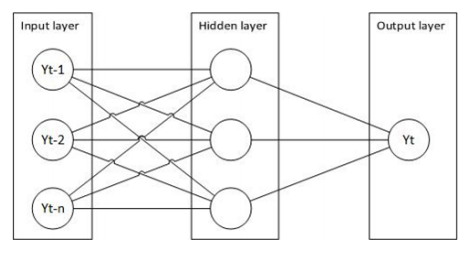 Input layer
Hidden layer
Output layer
Yt-1
Yt-2
Yt
Yt-n